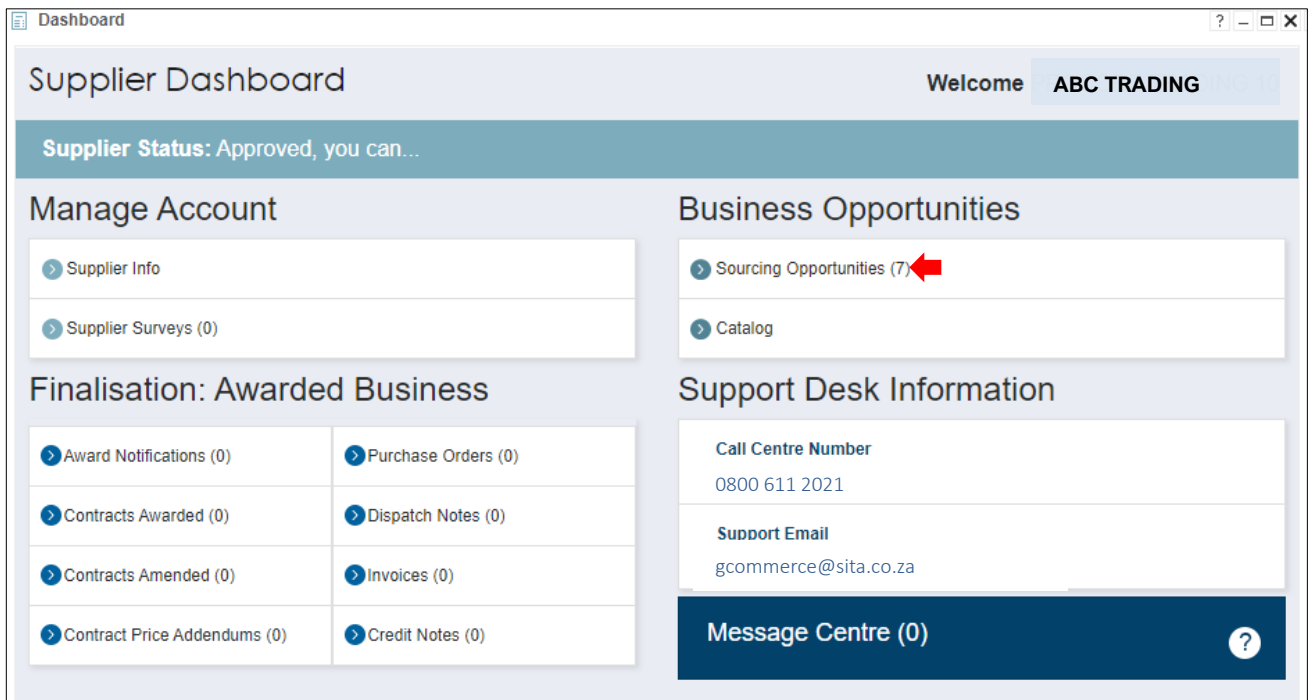 Dashboard
? – □ X
Supplier Dashboard
Welcome ABC TRADING
Supplier Status: Approved, you can...
Manage Account
Supplier Info
Supplier Surveys (0)
Business Opportunities
Sourcing Opportunities (7)
Catalog
Finalisation: Awarded Business
Award Notifications (0)
Purchase Orders (0)
Contracts Awarded (0)
Dispatch Notes (0)
Contracts Amended (0)
Invoices (0)
Contract Price Addendums (0)
Credit Notes (0)
Support Desk Information
Call Centre Number
0800 611 2021
Support Email
gcommerce@sita.co.za
Message Centre (0)
?